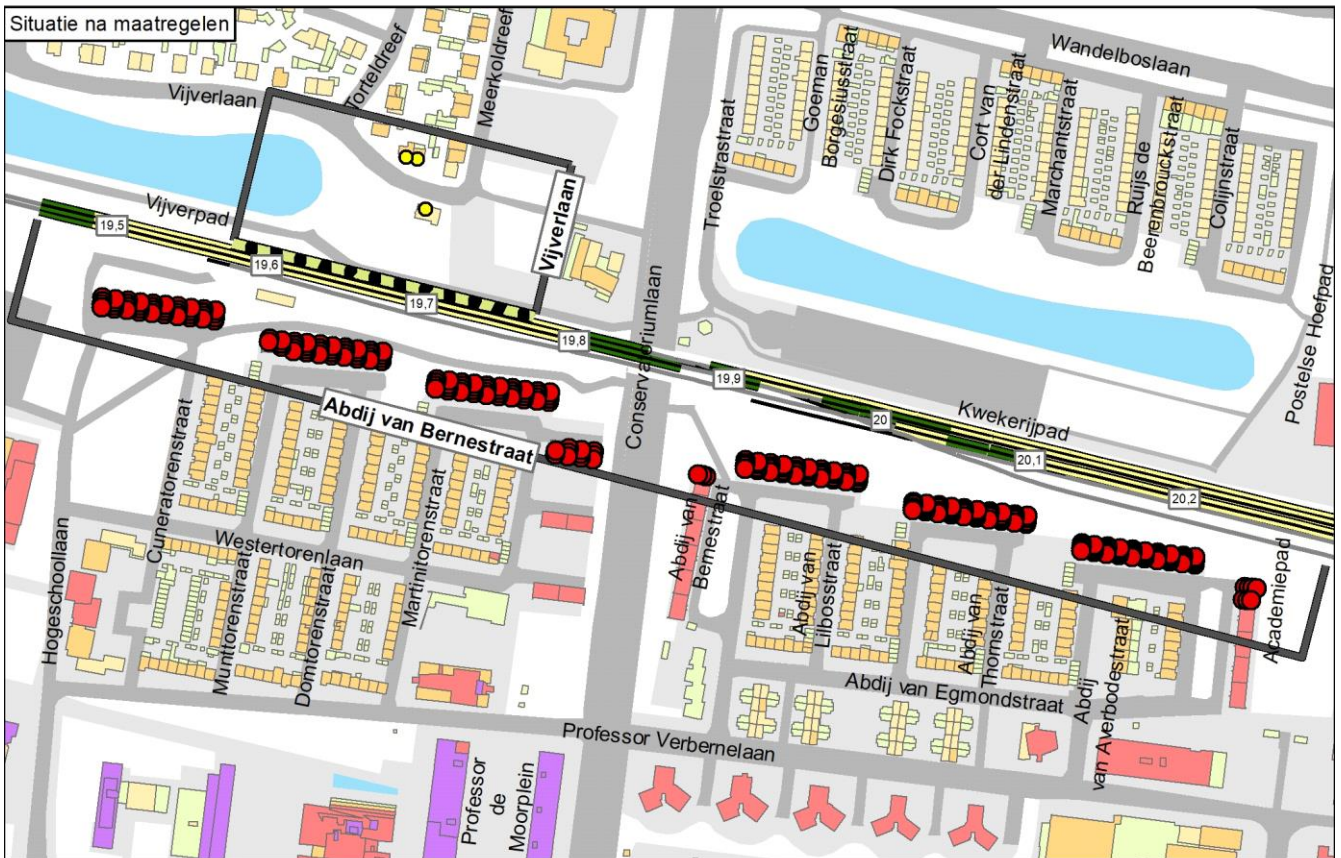 Situatie na maatregelen
Wandelboslaan
Vijverlaan
Torteldreef
Meerkoldreef
Troelstrastraat
Goeman
Borgesiusstraat
Dirk Fockstraat
Cort van
der Lindenstraat
Marchantstraat
Ruijs de
Beerenbrouckstraat
Colijnstraat
Vijverpad
Vijverlaan
19,5
19,6
19,7
19,8
19,9
20
20,1
20,2
Conservatoriumlaan
Kwekerijpad
Postelse Hoefpad
Abdij van Bernestraat
Hogeschoollaan
Cuneratorenstraat
Westertorenlaan
Munttorenstraat
Domtorenstraat
Martinitorenstraat
Abdij van
Bernestraat
Abdij van
Lilbosstraat
Abdij van
Thornstraat
Abdij
van Averbodestraat
Academiepad
Abdij van Egmondstraat
Professor Verbernelaan
Professor
de
Moorplein